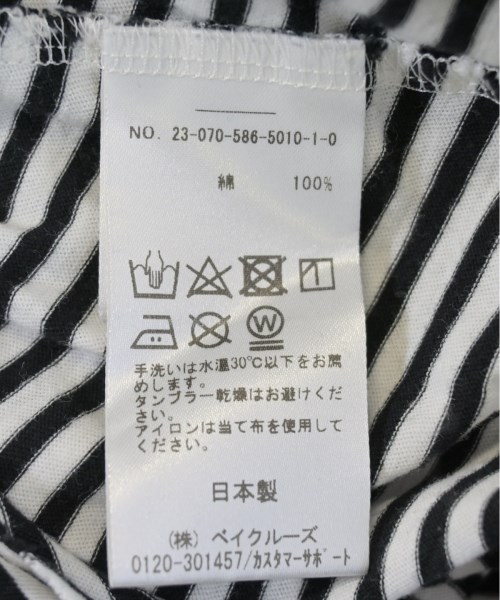 NO. 23-070-586-5010-1-0
綿 100%
W
手洗いは水温30℃以下をお薦
めします。
タンブラー乾燥はお避けくだ
さい。
アイロンは当て布を使用して
ください。
日本製
(株) ベイクルーズ
0120-301457/カスタマーサポート